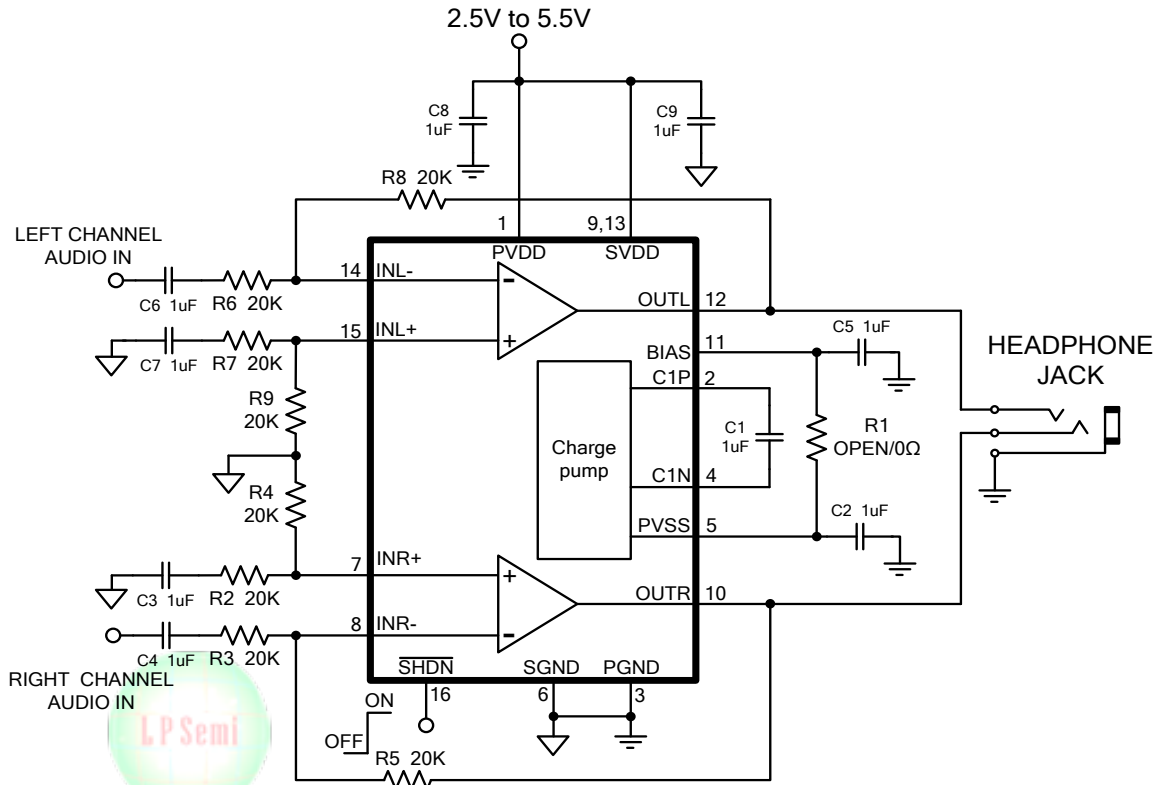 2.5V to 5.5V
C8
1uF
C9
1uF
R8 20K
1
9,13
PVDD
SVDD
LEFT CHANNEL
AUDIO IN
C6 1uF
R6 20K
14
INL-
-
OUTL
12
C7 1uF
R7
20K
15
INL+
+
BIAS
11
C5 1uF
HEADPHONE
JACK
R9
20K
C1P
2
C1
1uF
R1
OPEN/0Ω
Charge
pump
C1N
4
R4
20K
PVSS
5
C2 1uF
C3 1uF
R2 20K
7
INR+
+
OUTR
10
C4 1uF
R3 20K
8
INR-
-
RIGHT CHANNEL
AUDIO IN
SHDN
16
SGND
6
PGND
3
ON
OFF
LPSemi
R5 20K